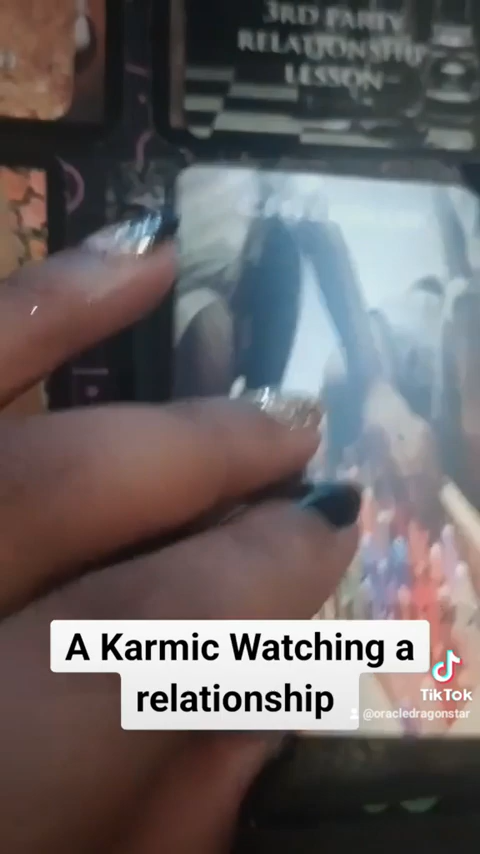 3RD PARTY
RELATIONSHIP
LESSON
A Karmic Watching a
relationship
TikTok
@oracledragonstar